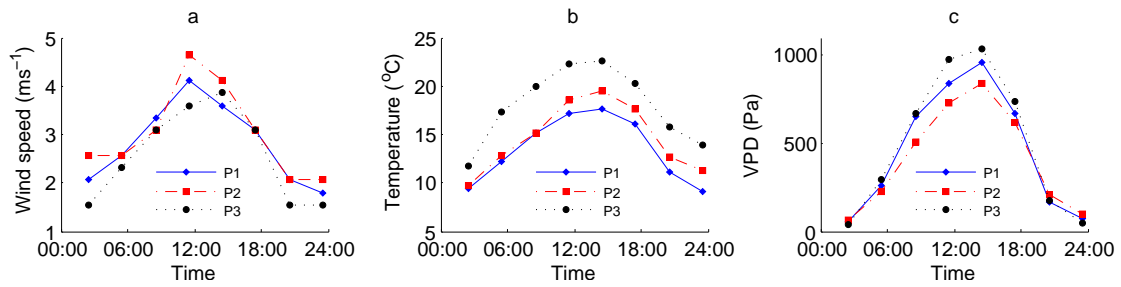 a
Wind speed (ms⁻¹)
5
4
3
2
1
P1
P2
P3
00:00 06:00 12:00 18:00 24:00
Time
b
Temperature (°C)
25
20
15
10
5
P1
P2
P3
00:00 06:00 12:00 18:00 24:00
Time
c
VPD (Pa)
1000
500
0
P1
P2
P3
00:00 06:00 12:00 18:00 24:00
Time